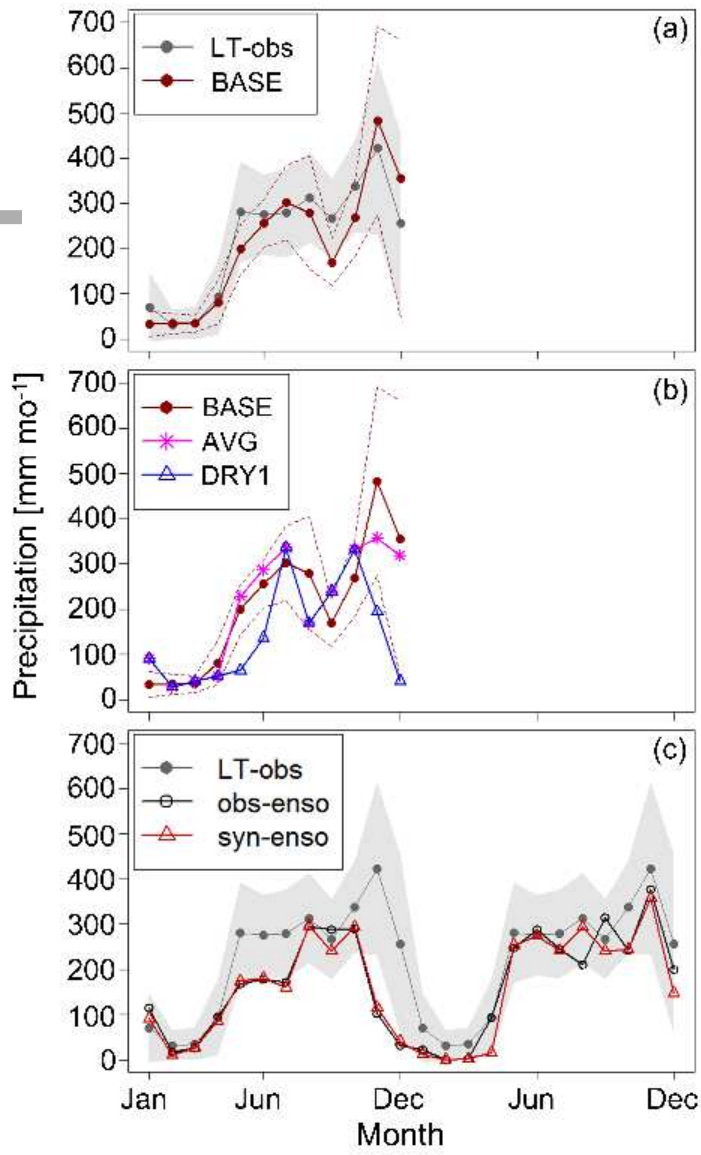 700
600
500
400
300
200
100
0
LT-obs
BASE
(a)
700
600
500
400
300
200
100
0
BASE
AVG
DRY1
(b)
Precipitation [mm mo⁻¹]
700
600
500
400
300
200
100
0
LT-obs
obs-enso
syn-enso
(c)
Jan Jun Dec Jun Dec
Month